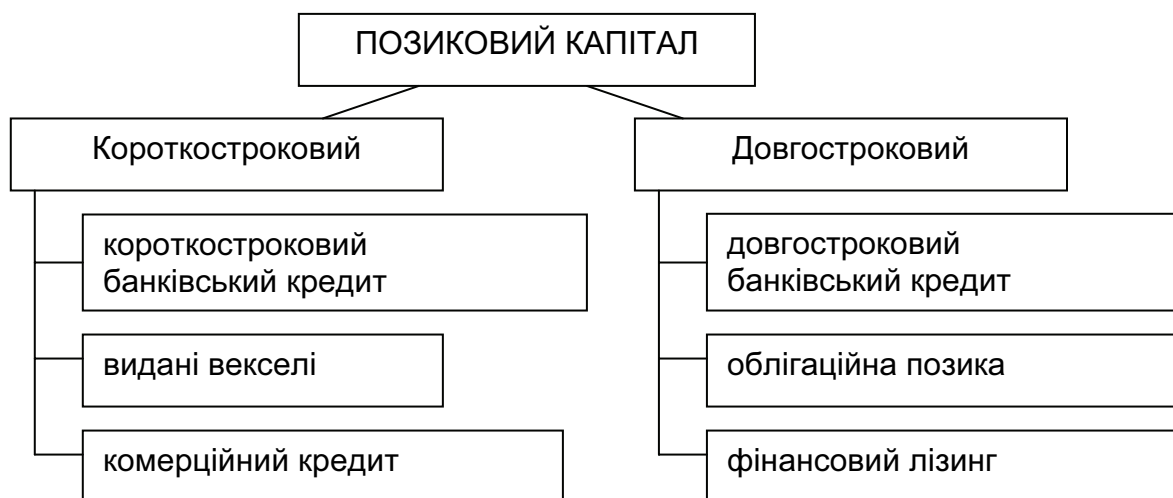 ПОЗИКОВИЙ КАПІТАЛ
Короткостроковий
короткостроковий
банківський кредит
видані векселі
комерційний кредит
Довгостроковий
довгостроковий
банківський кредит
облігаційна позика
фінансовий лізинг